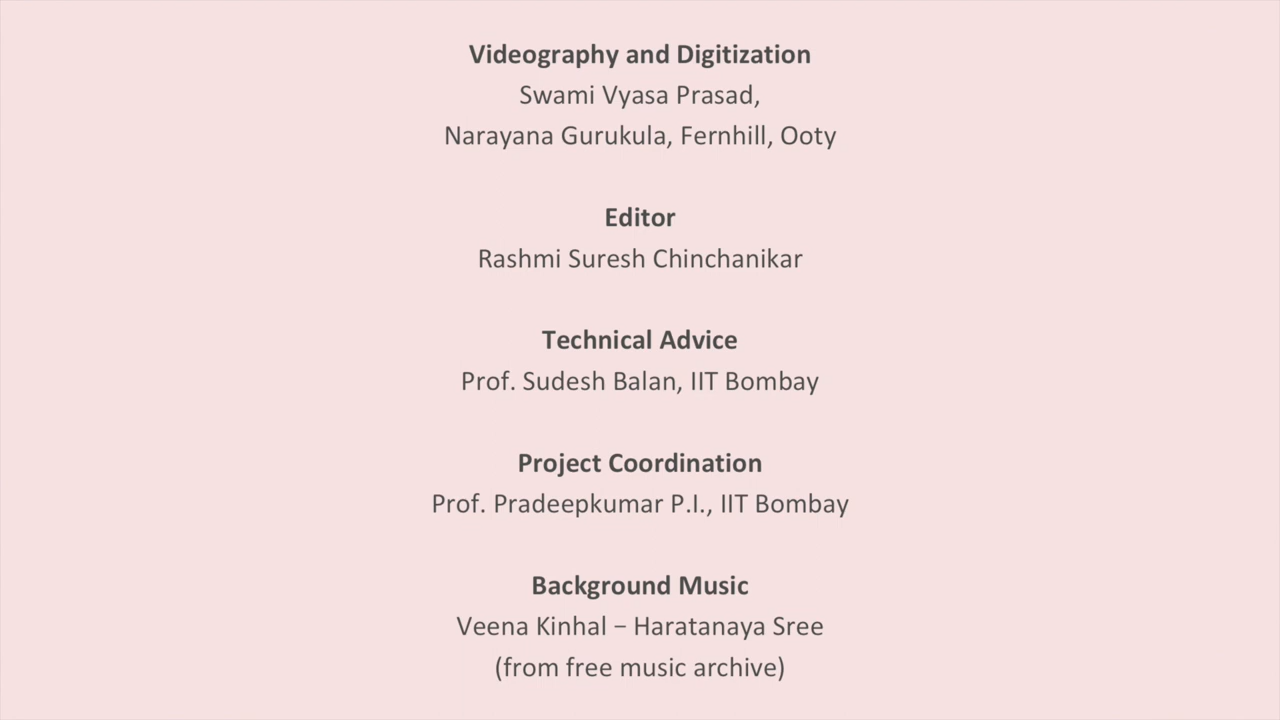 Videography and Digitization
Swami Vyasa Prasad,
Narayana Gurukula, Fernhill, Ooty
Editor
Rashmi Suresh Chinchanikar
Technical Advice
Prof. Sudesh Balan, IIT Bombay
Project Coordination
Prof. Pradeepkumar P.I., IIT Bombay
Background Music
Veena Kinhal – Haratanaya Sree
(from free music archive)